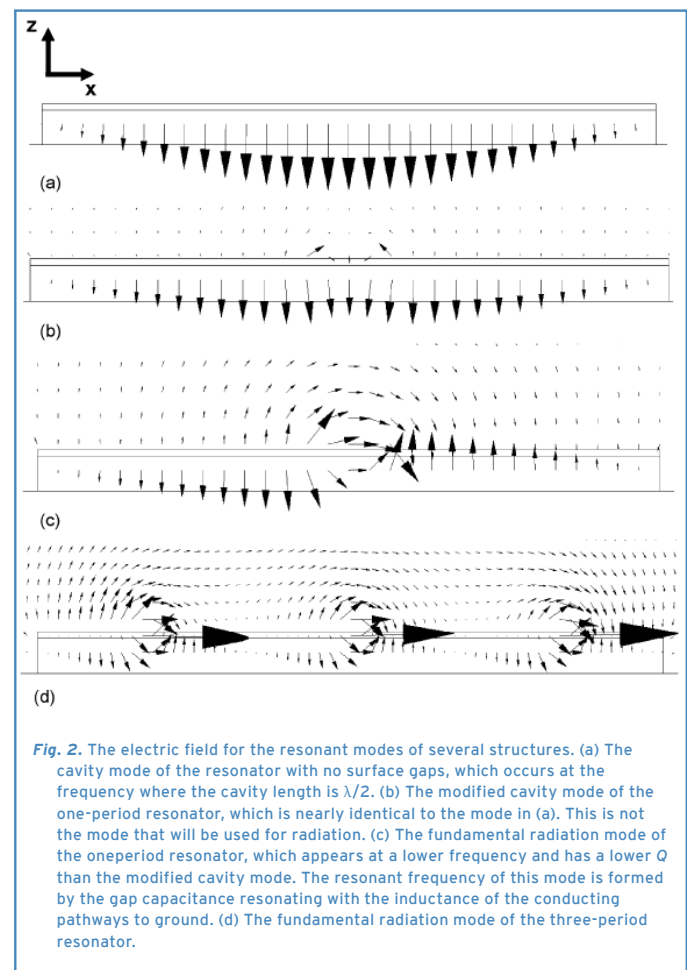 z
x
(a)
(b)
(c)
(d)
Fig. 2. The electric field for the resonant modes of several structures. (a) The
cavity mode of the resonator with no surface gaps, which occurs at the
frequency where the cavity length is λ/2. (b) The modified cavity mode of the
one-period resonator, which is nearly identical to the mode in (a). This is not
the mode that will be used for radiation. (c) The fundamental radiation mode of
the oneperiod resonator, which appears at a lower frequency and has a lower Q
than the modified cavity mode. The resonant frequency of this mode is formed
by the gap capacitance resonating with the inductance of the conducting
pathways to ground. (d) The fundamental radiation mode of the three-period
resonator.